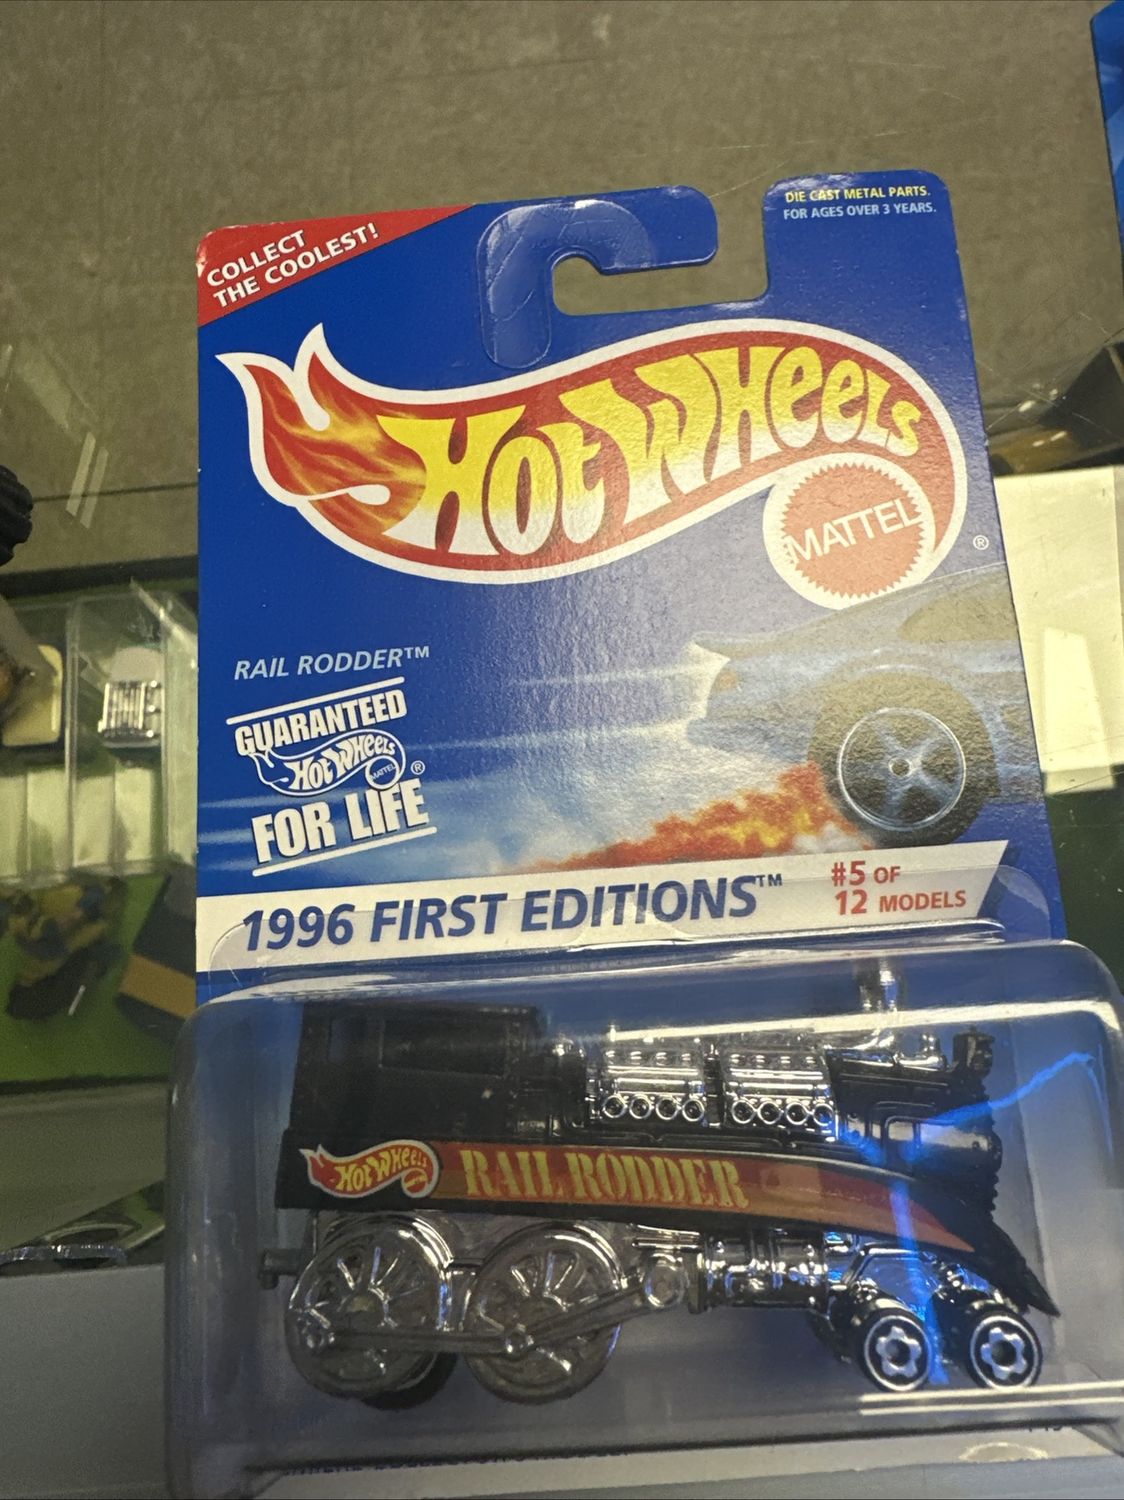 COLLECT
THE COOLEST!
DIE CAST METAL PARTS.
FOR AGES OVER 3 YEARS.
HOT WHEELS
MATTEL
®
RAIL RODDER™
GUARANTEED
HOT WHEELS ®
MATTEL
FOR LIFE
1996 FIRST EDITIONS™
#5 OF
12 MODELS
HOT WHEELS RAIL RODDER